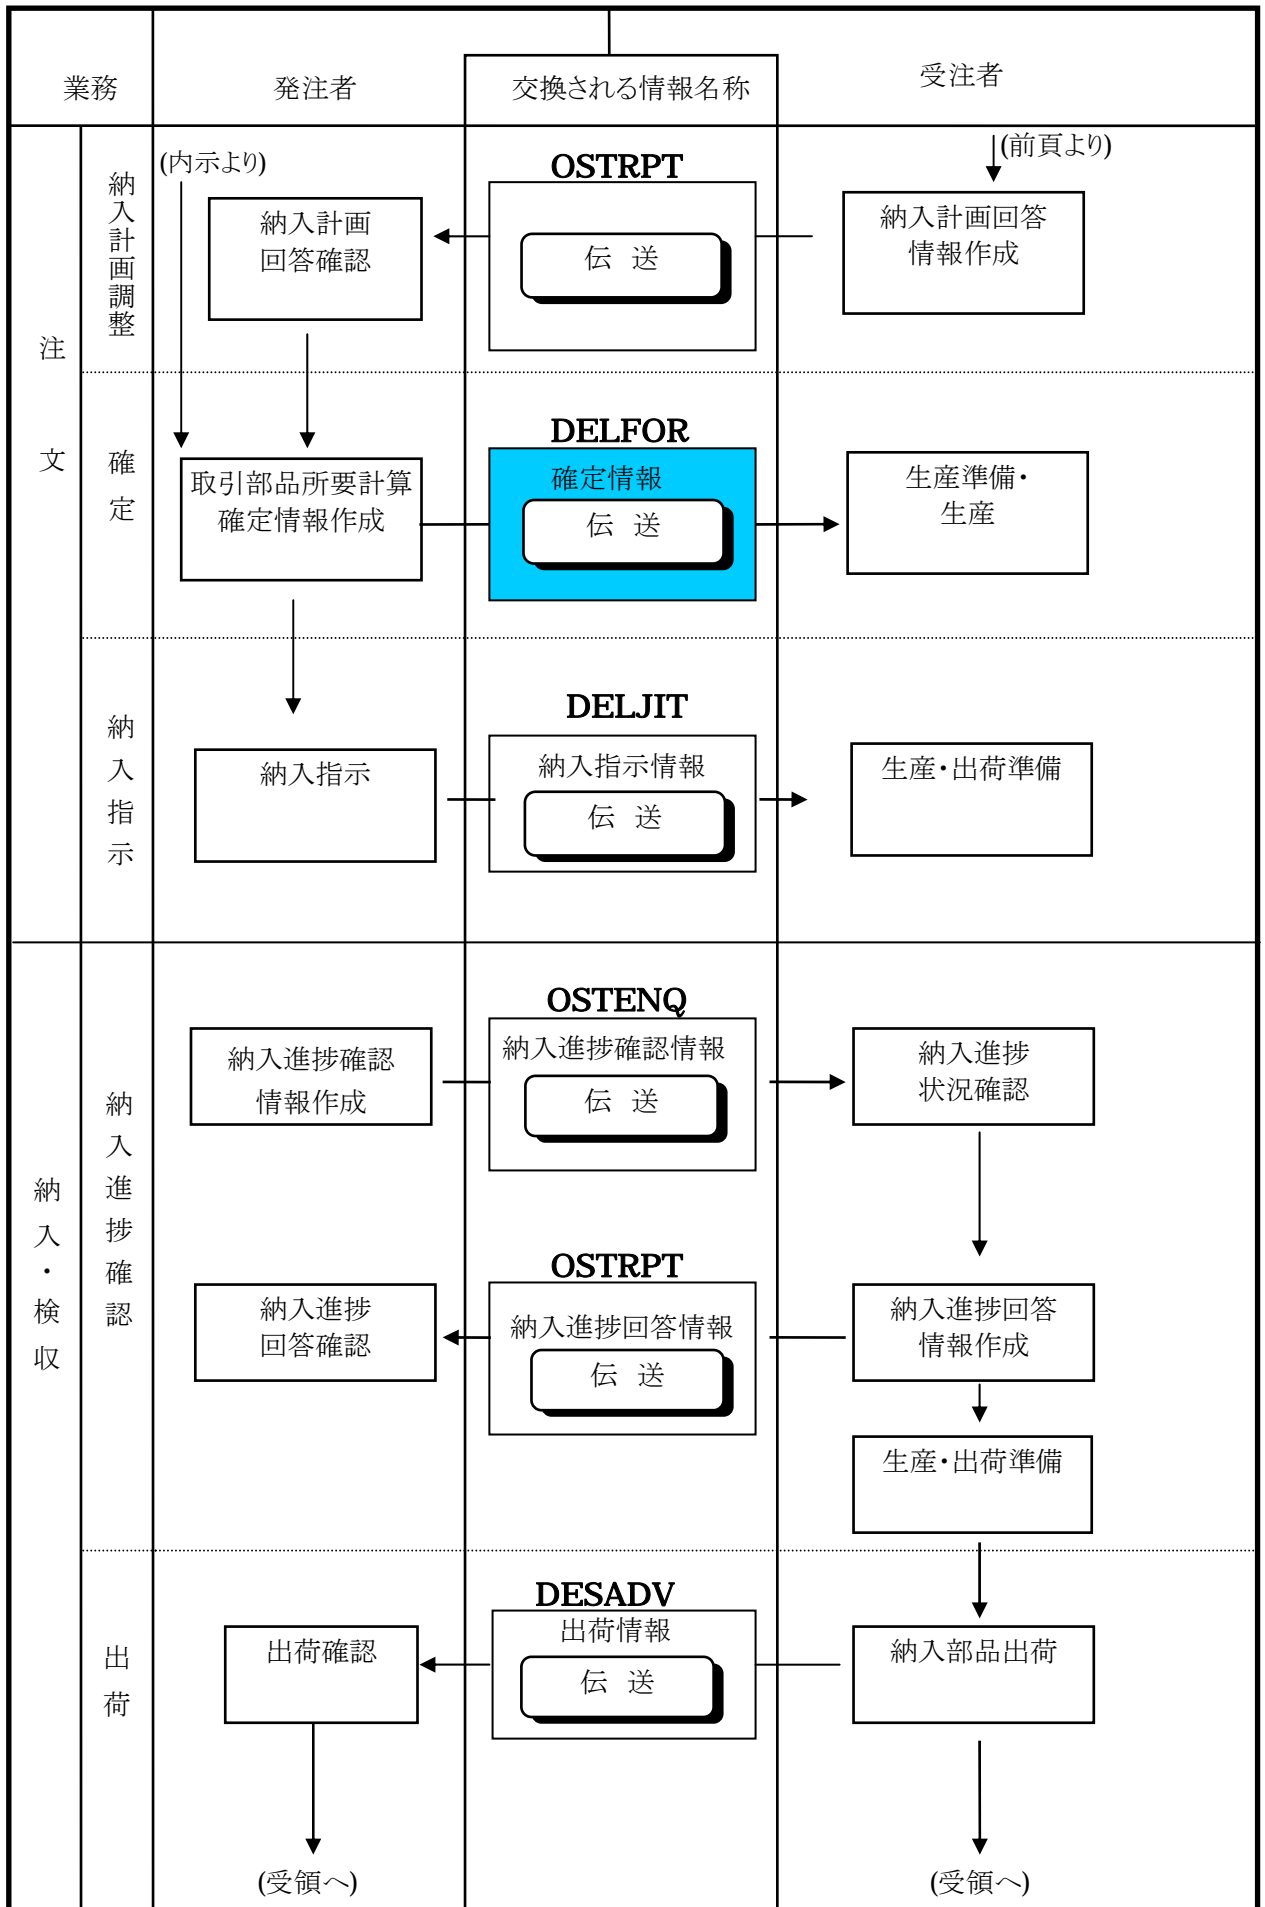 業務
発注者
交換される情報名称
受注者
注文
納入計画調整
(内示より)
(前頁より)
OSTRPT
納入計画
回答確認
伝 送
納入計画回答
情報作成
確定
DELFOR
取引部品所要計算
確定情報作成
確定情報
伝 送
生産準備・
生産
納入指示
DELJIT
納入指示
納入指示情報
伝 送
生産・出荷準備
納入・検収
納入進捗確認
OSTENQ
納入進捗確認
情報作成
納入進捗確認情報
伝 送
納入進捗
状況確認
OSTRPT
納入進捗
回答確認
納入進捗回答情報
伝 送
納入進捗回答
情報作成
生産・出荷準備
出荷
DESADV
出荷確認
出荷情報
伝 送
納入部品出荷
(受領へ)
(受領へ)